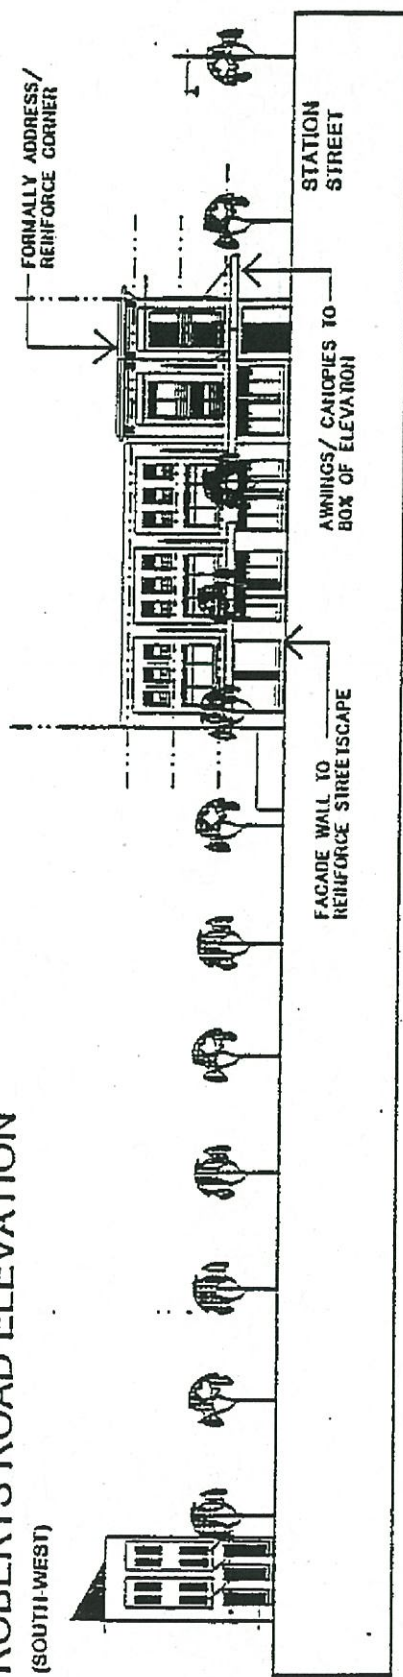 ROBERTS ROAD ELEVATION
(SOUTH-WEST)
FORMALLY ADDRESS/
REINFORCE CORNER
STATION
STREET
AWNINGS/ CANOPIES TO
BOX OF ELEVATION
FACADE WALL TO
REINFORCE STREETSCAPE